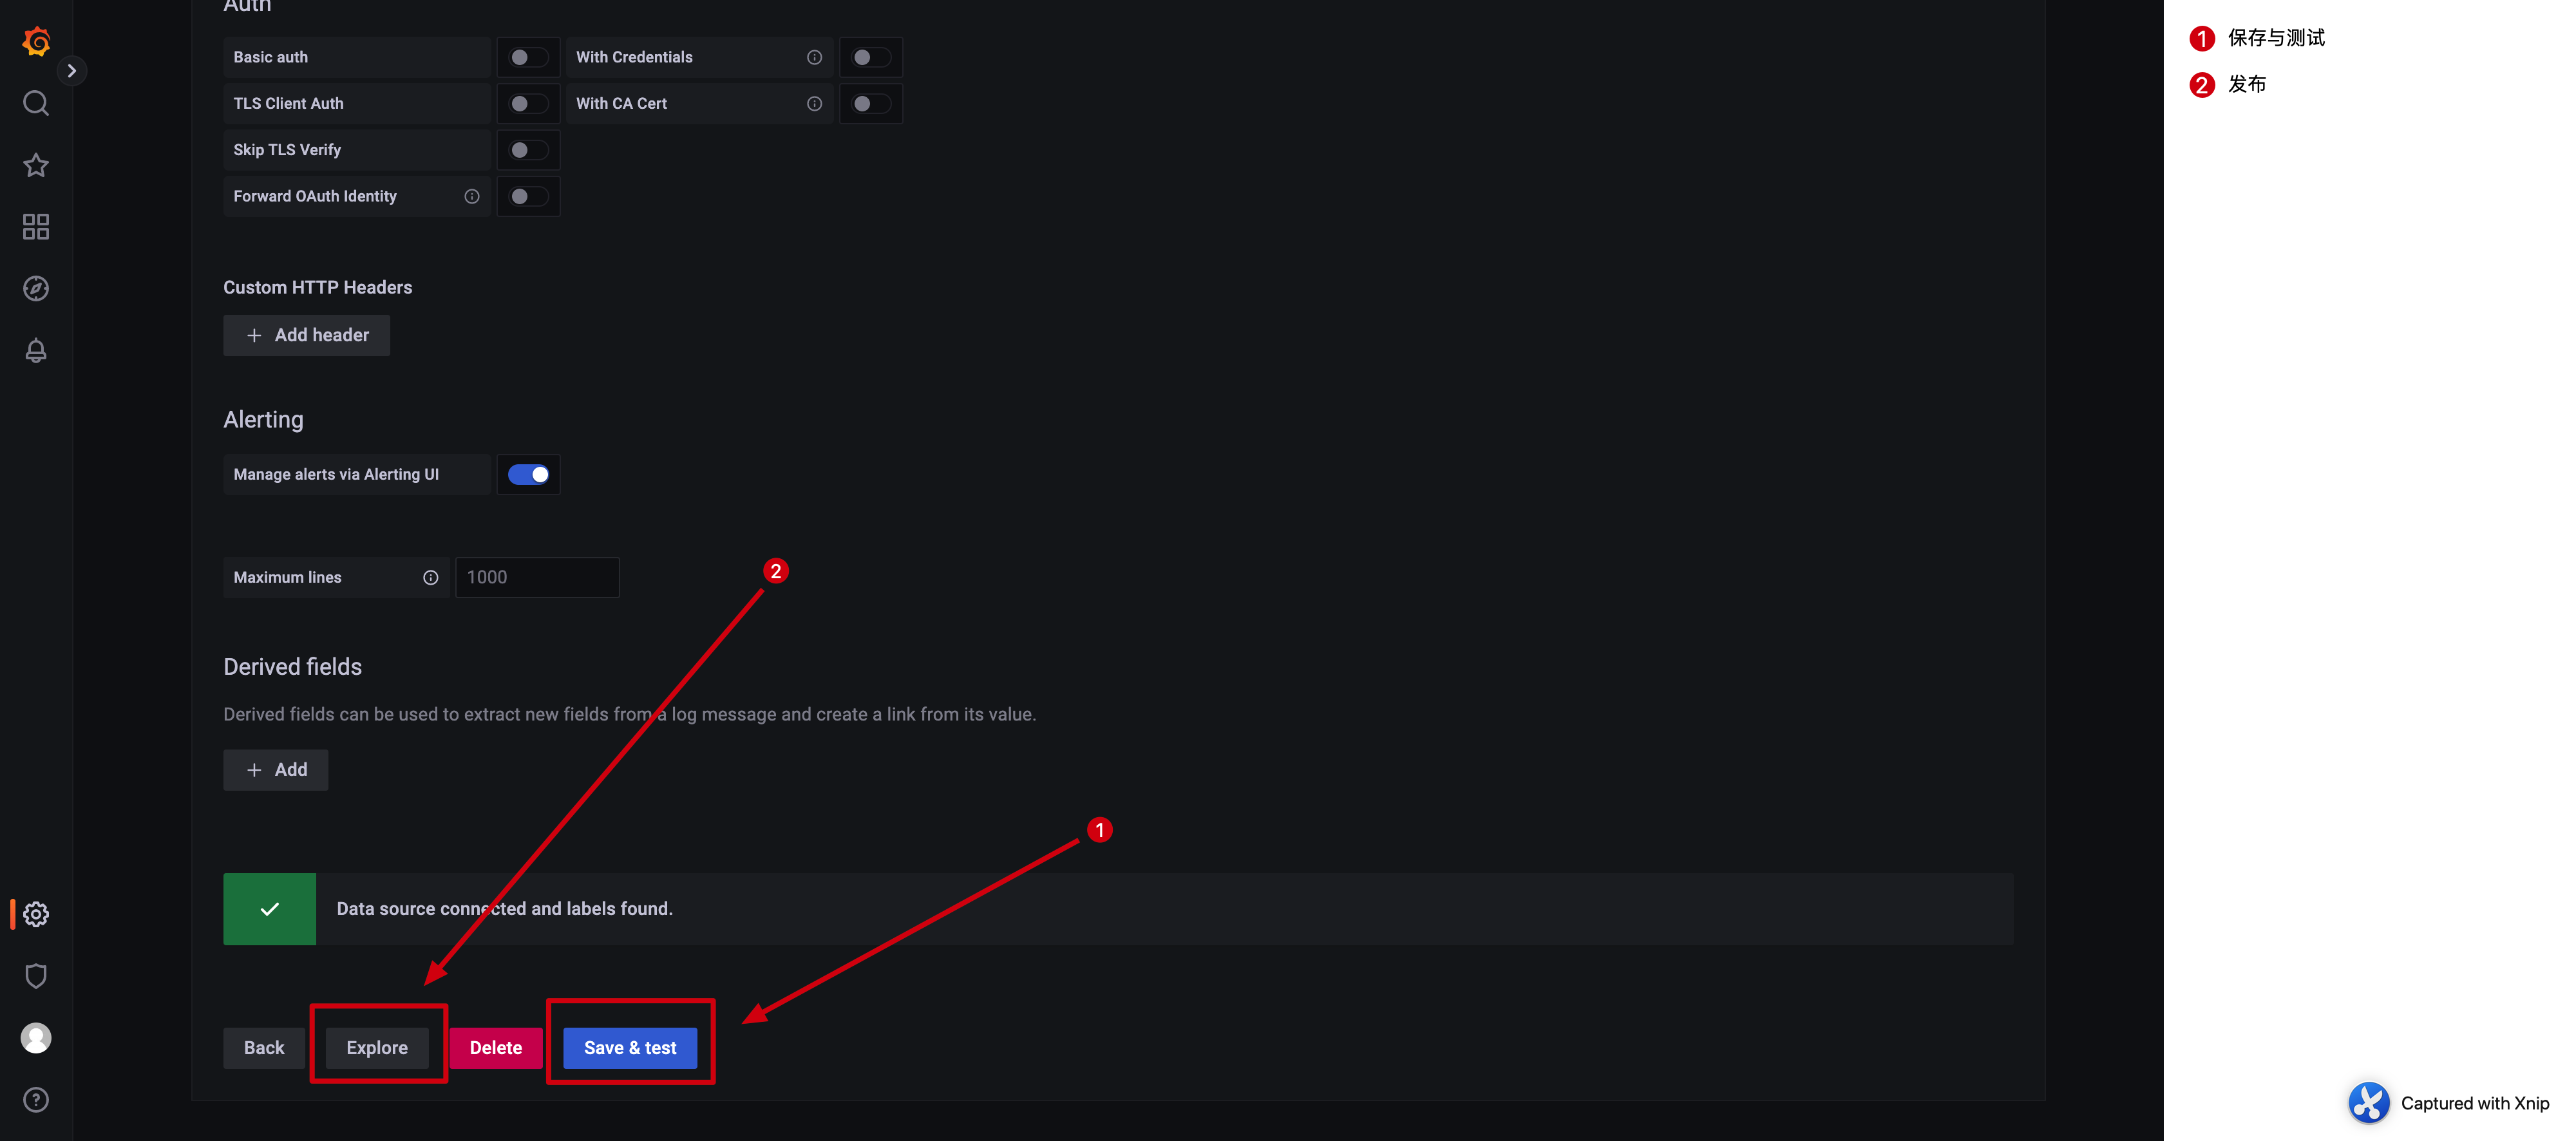 Auth
Basic auth
With Credentials
TLS Client Auth
With CA Cert
Skip TLS Verify
Forward OAuth Identity
Custom HTTP Headers
Add header
Alerting
Manage alerts via Alerting UI
Maximum lines
1000
Derived fields
Derived fields can be used to extract new fields from a log message and create a link from its value.
Add
Data source connected and labels found.
Back
Explore
Delete
Save & test
2
1
1 保存与测试
2 发布
Captured with Xnip